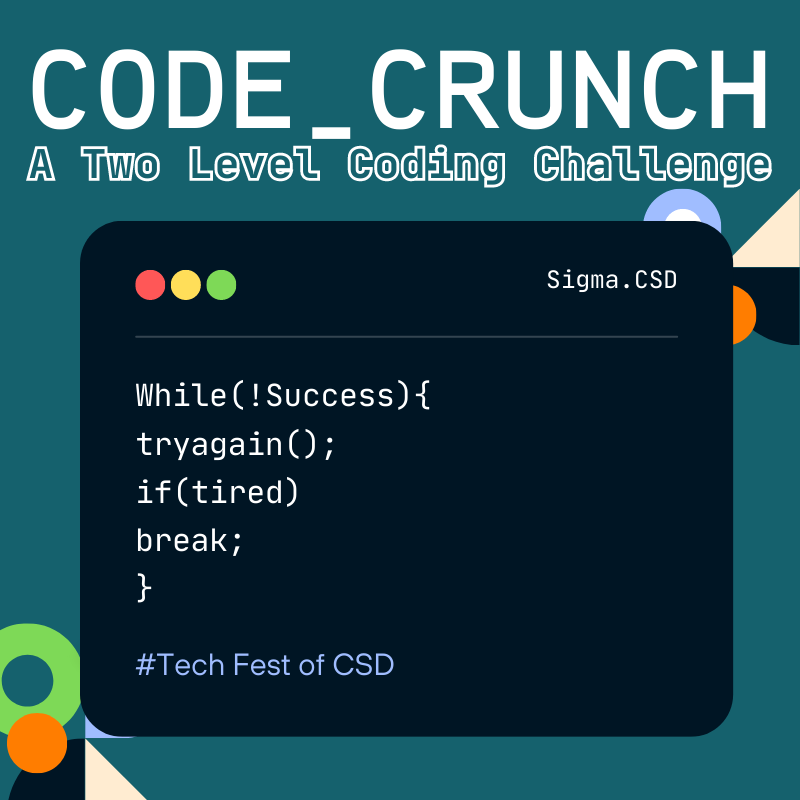 CODE_CRUNCH
A Two Level Coding Challenge
Sigma.CSD
While(!Success){
tryagain();
if(tired)
break;
}
#Tech Fest of CSD